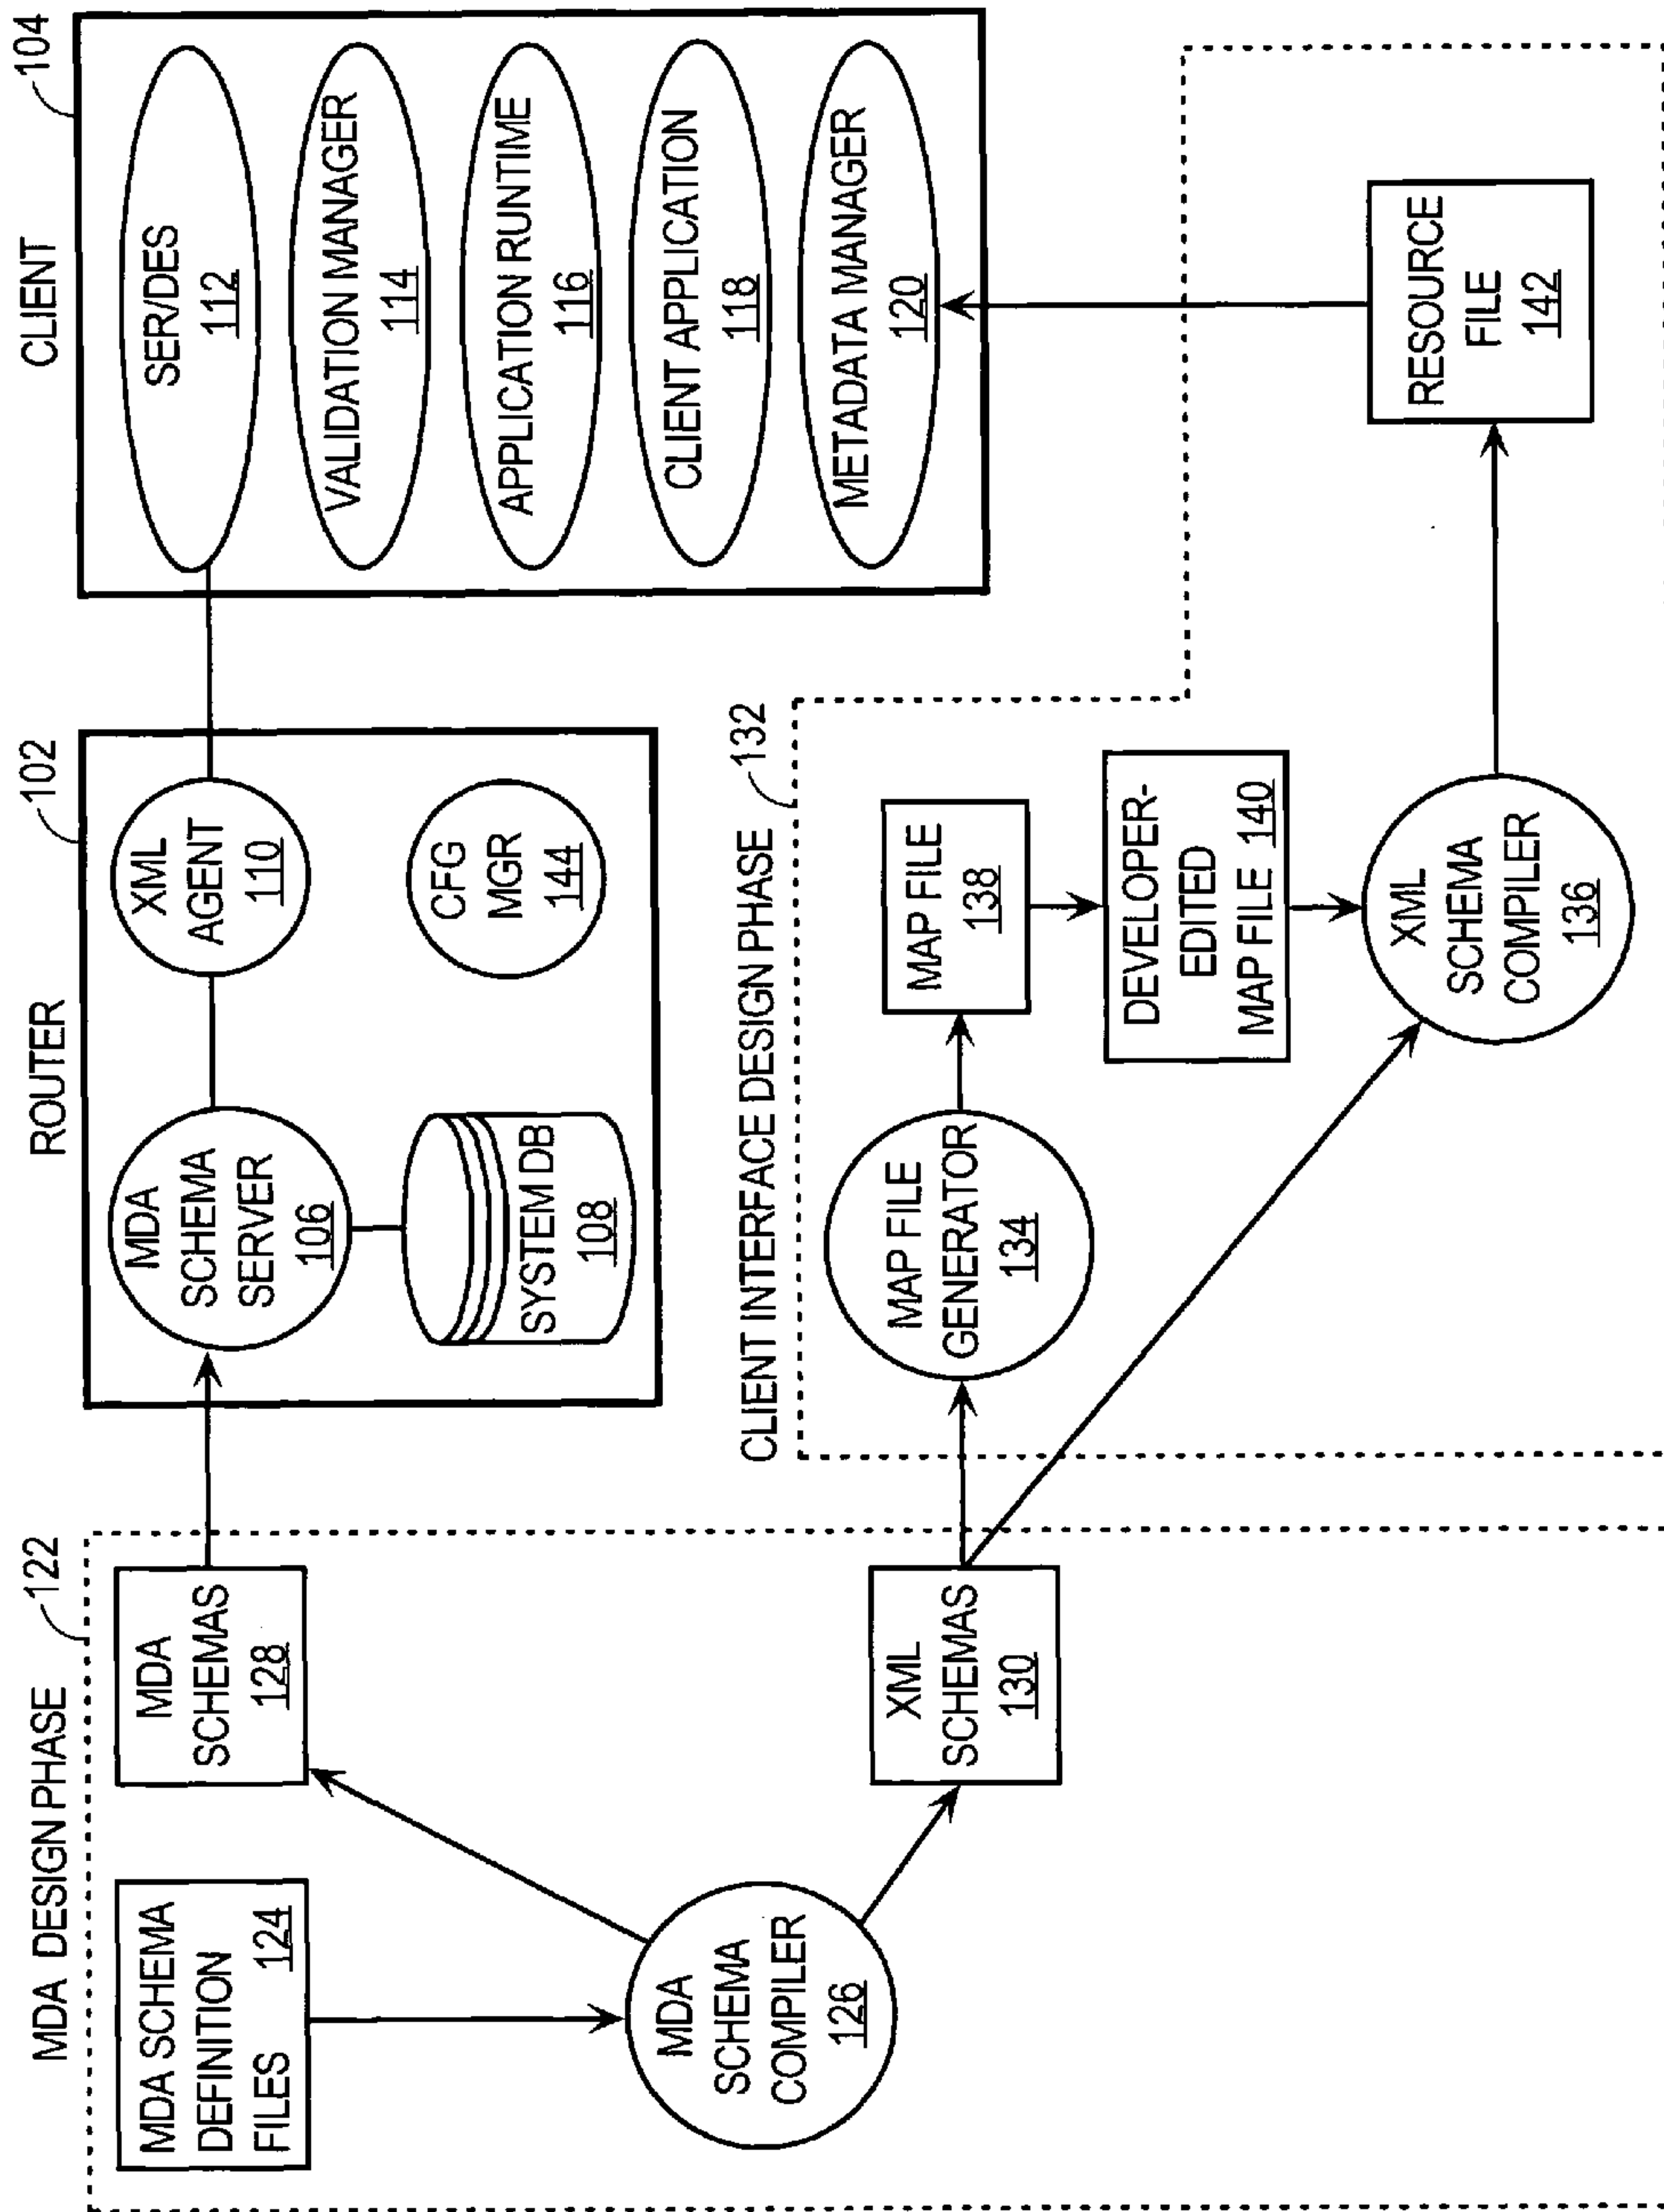 MDA DESIGN PHASE
122
MDA SCHEMA
DEFINITION
FILES 124
MDA
SCHEMA
COMPILER
126
MDA
SCHEMAS
128
XML
SCHEMAS
130
ROUTER
102
MDA
SCHEMA
SERVER
106
SYSTEM DB
108
XML
AGENT
110
CFG
MGR
144
CLIENT
104
SER/DES
112
VALIDATION MANAGER
114
APPLICATION RUNTIME
116
CLIENT APPLICATION
118
METADATA MANAGER
120
CLIENT INTERFACE DESIGN PHASE
132
MAP FILE
GENERATOR
134
MAP FILE
138
DEVELOPER-
EDITED
MAP FILE 140
XML
SCHEMA
COMPILER
136
RESOURCE
FILE
142